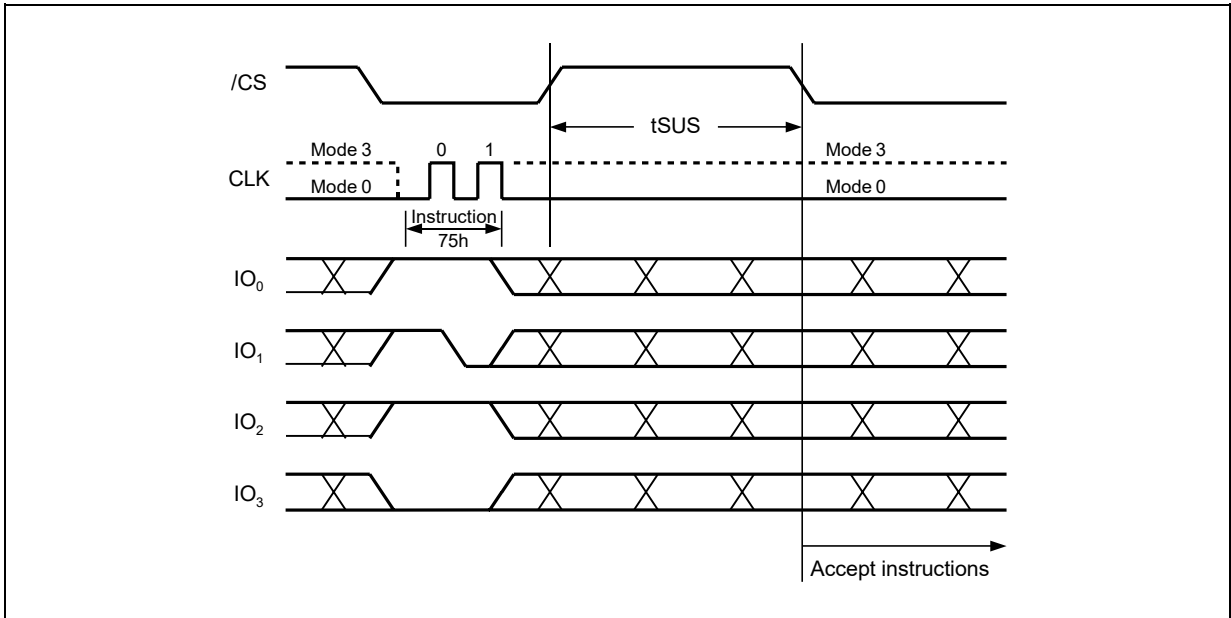 /CS
tSUS
Mode 3 0 1 Mode 3
CLK
Mode 0 Mode 0
Instruction
75h
IO₀
IO₁
IO₂
IO₃
Accept instructions